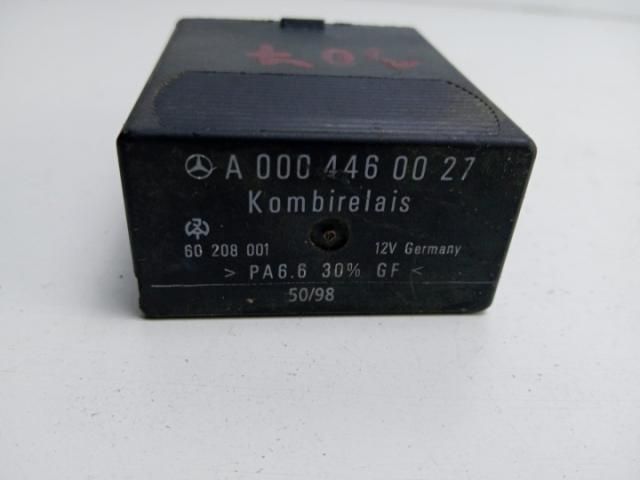 A 000 446 00 27
Kombirelais
60 208 001 12V Germany
> PA6.6 30% GF <
50/98